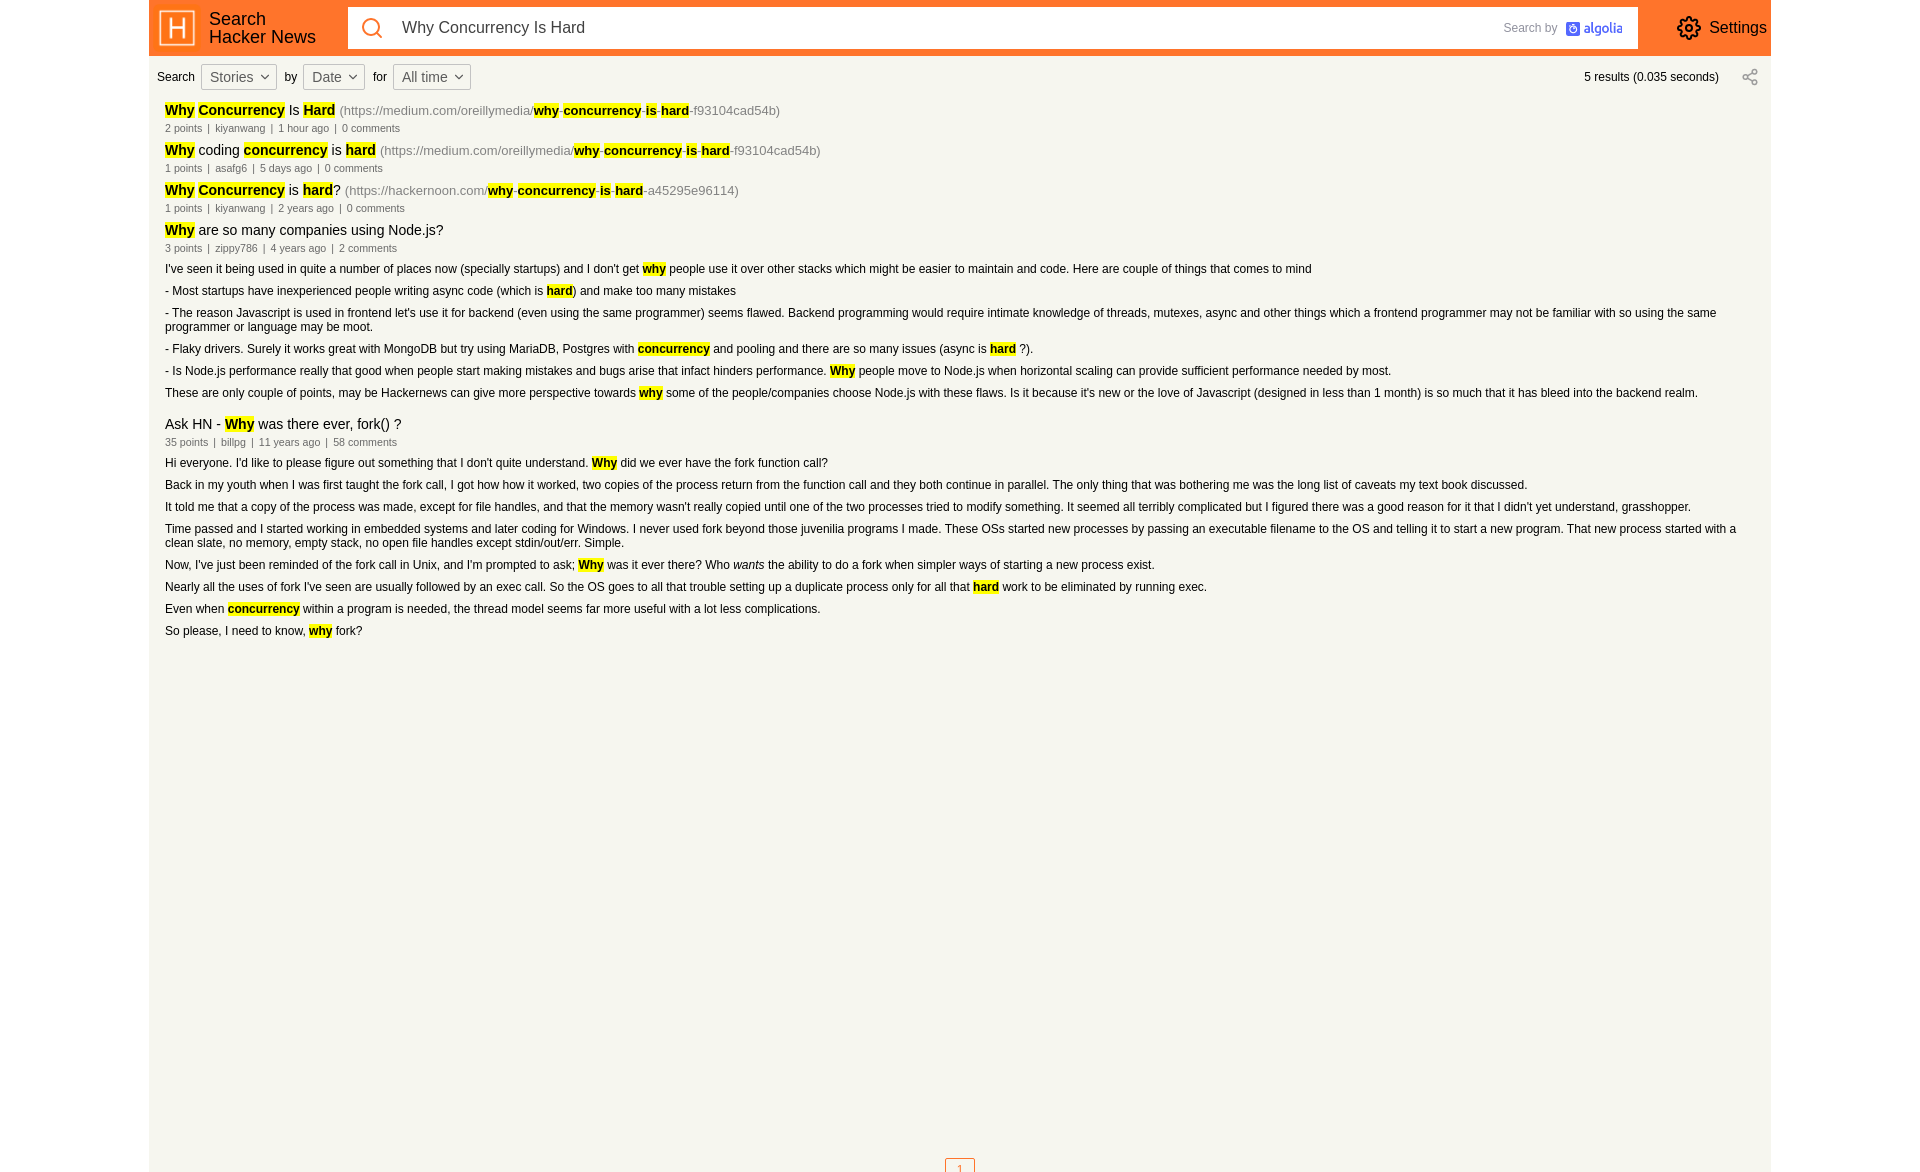 H
Search
Hacker News
Why Concurrency Is Hard
Search by algolia
Settings
Search Stories by Date for All time
5 results (0.035 seconds)
Why Concurrency Is Hard (https://medium.com/oreillymedia/why-concurrency-is-hard-f93104cad54b)
2 points | kiyanwang | 1 hour ago | 0 comments
Why coding concurrency is hard (https://medium.com/oreillymedia/why-concurrency-is-hard-f93104cad54b)
1 points | asafg6 | 5 days ago | 0 comments
Why Concurrency is hard? (https://hackernoon.com/why-concurrency-is-hard-a45295e96114)
1 points | kiyanwang | 2 years ago | 0 comments
Why are so many companies using Node.js?
3 points | zippy786 | 4 years ago | 2 comments
I've seen it being used in quite a number of places now (specially startups) and I don't get why people use it over other stacks which might be easier to maintain and code. Here are couple of things that comes to mind
- Most startups have inexperienced people writing async code (which is hard) and make too many mistakes
- The reason Javascript is used in frontend let's use it for backend (even using the same programmer) seems flawed. Backend programming would require intimate knowledge of threads, mutexes, async and other things which a frontend programmer may not be familiar with so using the same
programmer or language may be moot.
- Flaky drivers. Surely it works great with MongoDB but try using MariaDB, Postgres with concurrency and pooling and there are so many issues (async is hard ?).
- Is Node.js performance really that good when people start making mistakes and bugs arise that infact hinders performance. Why people move to Node.js when horizontal scaling can provide sufficient performance needed by most.
These are only couple of points, may be Hackernews can give more perspective towards why some of the people/companies choose Node.js with these flaws. Is it because it's new or the love of Javascript (designed in less than 1 month) is so much that it has bleed into the backend realm.
Ask HN - Why was there ever, fork() ?
35 points | billpg | 11 years ago | 58 comments
Hi everyone. I'd like to please figure out something that I don't quite understand. Why did we ever have the fork function call?
Back in my youth when I was first taught the fork call, I got how how it worked, two copies of the process return from the function call and they both continue in parallel. The only thing that was bothering me was the long list of caveats my text book discussed.
It told me that a copy of the process was made, except for file handles, and that the memory wasn't really copied until one of the two processes tried to modify something. It seemed all terribly complicated but I figured there was a good reason for it that I didn't yet understand, grasshopper.
Time passed and I started working in embedded systems and later coding for Windows. I never used fork beyond those juvenilia programs I made. These OSs started new processes by passing an executable filename to the OS and telling it to start a new program. That new process started with a
clean slate, no memory, empty stack, no open file handles except stdin/out/err. Simple.
Now, I've just been reminded of the fork call in Unix, and I'm prompted to ask; Why was it ever there? Who wants the ability to do a fork when simpler ways of starting a new process exist.
Nearly all the uses of fork I've seen are usually followed by an exec call. So the OS goes to all that trouble setting up a duplicate process only for all that hard work to be eliminated by running exec.
Even when concurrency within a program is needed, the thread model seems far more useful with a lot less complications.
So please, I need to know, why fork?
1